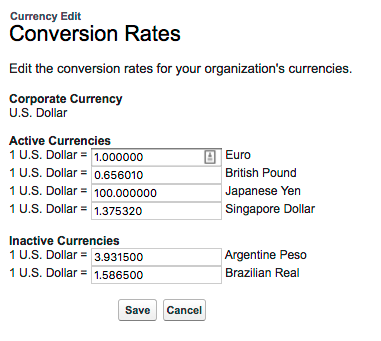 Currency Edit
Conversion Rates
Edit the conversion rates for your organization's currencies.
Corporate Currency
U.S. Dollar
Active Currencies
1 U.S. Dollar = 1.000000 Euro
1 U.S. Dollar = 0.656010 British Pound
1 U.S. Dollar = 100.000000 Japanese Yen
1 U.S. Dollar = 1.375320 Singapore Dollar
Inactive Currencies
1 U.S. Dollar = 3.931500 Argentine Peso
1 U.S. Dollar = 1.586500 Brazilian Real
Save Cancel